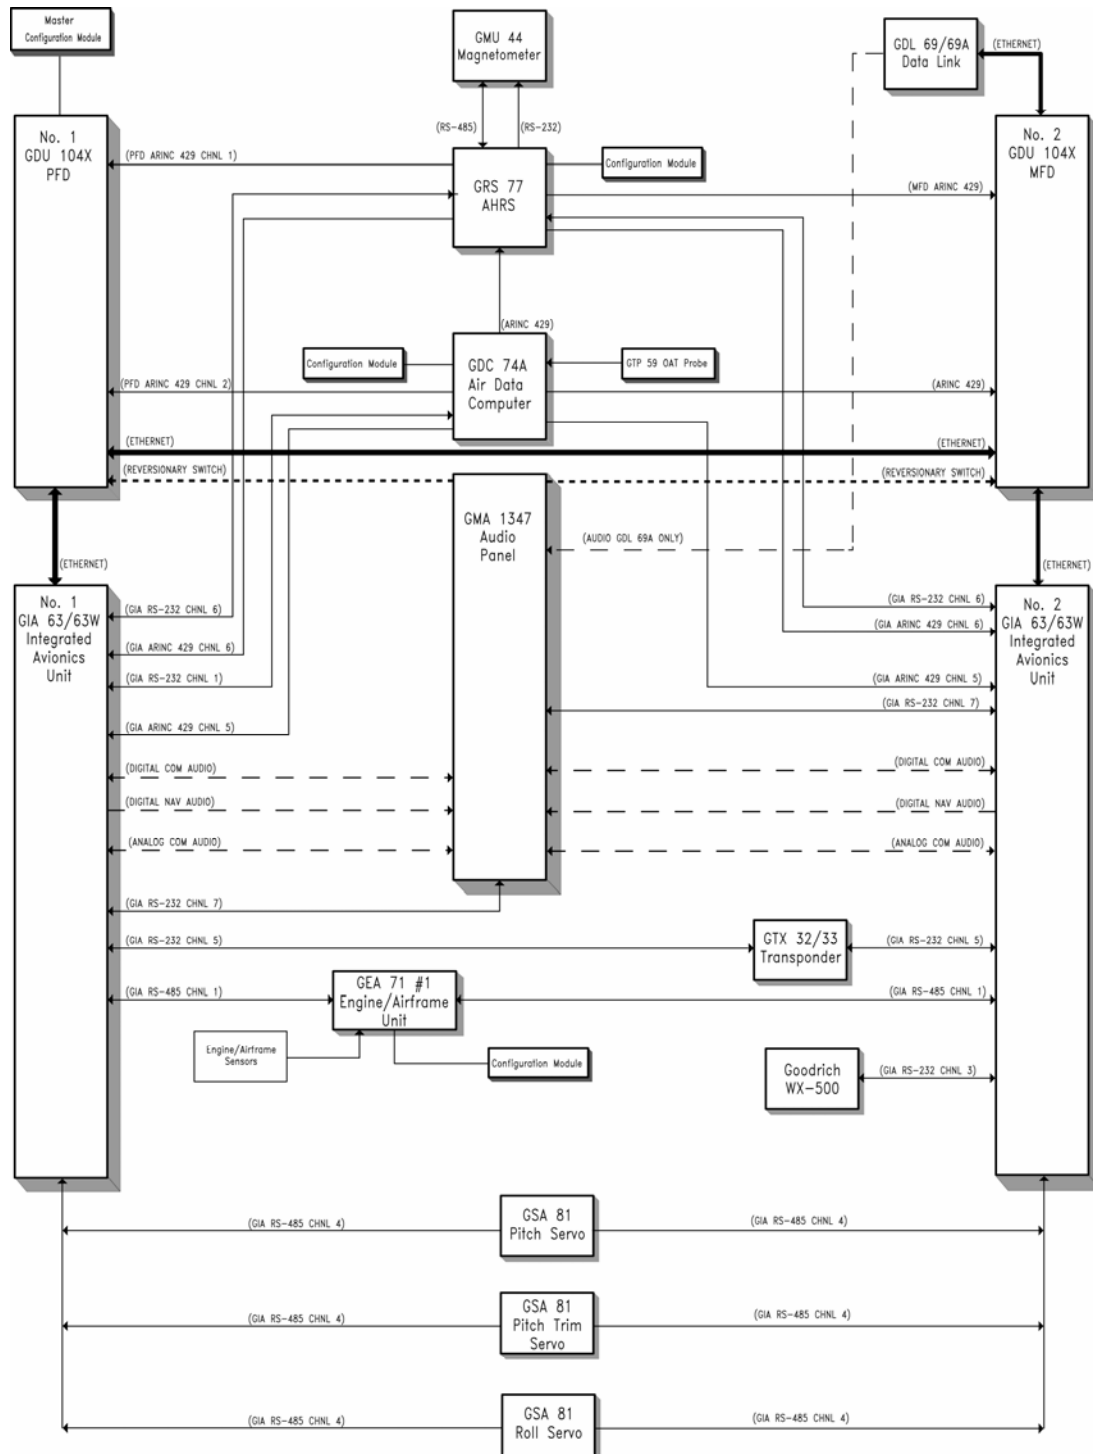 Master
Configuration Module
GMU 44
Magnetometer
GDL 69/69A
Data Link
(ETHERNET)
(RS-485)
(RS-232)
No. 1
GDU 104X
PFD
No. 2
GDU 104X
MFD
(PFD ARINC 429 CHNL 1)
GRS 77
AHRS
Configuration Module
(MFD ARINC 429)
(ARINC 429)
Configuration Module
GDC 74A
Air Data
Computer
GTP 59 OAT Probe
(PFD ARINC 429 CHNL 2)
(ARINC 429)
(ETHERNET)
(ETHERNET)
(REVERSIONARY SWITCH)
(REVERSIONARY SWITCH)
GMA 1347
Audio
Panel
(AUDIO GDL 69A ONLY)
(ETHERNET)
(ETHERNET)
No. 1
GIA 63/63W
Integrated
Avionics
Unit
No. 2
GIA 63/63W
Integrated
Avionics
Unit
(GIA RS-232 CHNL 6)
(GIA RS-232 CHNL 6)
(GIA ARINC 429 CHNL 6)
(GIA ARINC 429 CHNL 6)
(GIA RS-232 CHNL 1)
(GIA ARINC 429 CHNL 5)
(GIA RS-232 CHNL 7)
(GIA ARINC 429 CHNL 5)
(DIGITAL COM AUDIO)
(DIGITAL COM AUDIO)
(DIGITAL NAV AUDIO)
(DIGITAL NAV AUDIO)
(ANALOG COM AUDIO)
(ANALOG COM AUDIO)
(GIA RS-232 CHNL 7)
(GIA RS-232 CHNL 5)
GTX 32/33
Transponder
(GIA RS-232 CHNL 5)
(GIA RS-485 CHNL 1)
GEA 71 #1
Engine/Airframe
Unit
(GIA RS-485 CHNL 1)
Engine/Airframe
Sensors
Configuration Module
Goodrich
WX-500
(GIA RS-232 CHNL 3)
(GIA RS-485 CHNL 4)
GSA 81
Pitch Servo
(GIA RS-485 CHNL 4)
(GIA RS-485 CHNL 4)
GSA 81
Pitch Trim
Servo
(GIA RS-485 CHNL 4)
(GIA RS-485 CHNL 4)
GSA 81
Roll Servo
(GIA RS-485 CHNL 4)